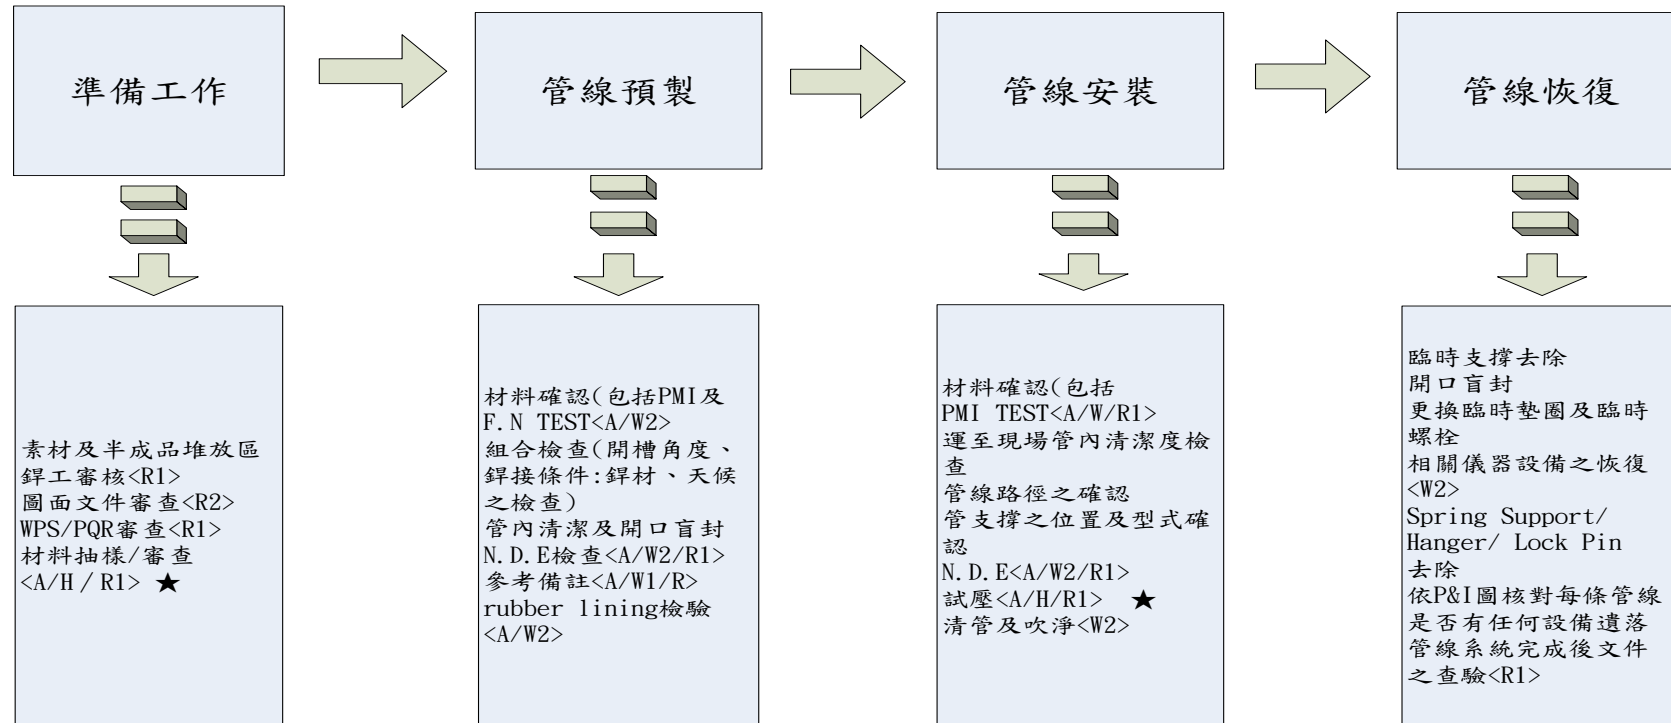 準備工作
管線預製
管線安裝
管線恢復
素材及半成品堆放區
銲工審核<R1>
圖面文件審查<R2>
WPS/PQR審查<R1>
材料抽樣/審查
<A/H / R1> ★
材料確認(包括PMI及
F.N TEST<A/W2>
組合檢查(開槽角度、
銲接條件:銲材、天候
之檢查)
管內清潔及開口盲封
N.D.E檢查<A/W2/R1>
參考備註<A/W1/R>
rubber lining檢驗
<A/W2>
材料確認(包括
PMI TEST<A/W/R1>
運至現場管內清潔度檢
查
管線路徑之確認
管支撐之位置及型式確
認
N.D.E<A/W2/R1>
試壓<A/H/R1> ★
清管及吹淨<W2>
臨時支撐去除
開口盲封
更換臨時墊圈及臨時
螺栓
相關儀器設備之恢復
<W2>
Spring Support/
Hanger/ Lock Pin
去除
依P&I圖核對每條管線
是否有任何設備遺落
管線系統完成後文件
之查驗<R1>